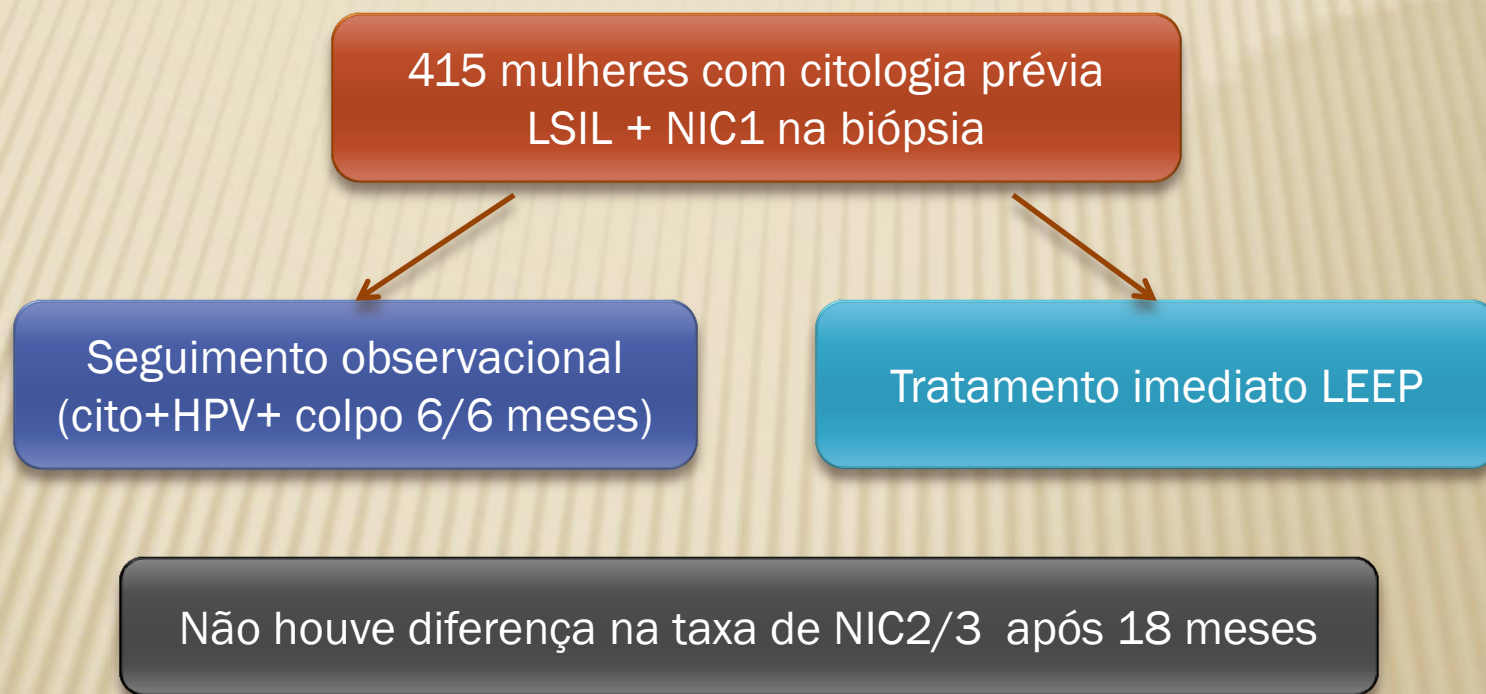 415 mulheres com citologia prévia
LSIL + NIC1 na biópsia
Seguimento observacional
(cito+HPV+ colpo 6/6 meses)
Tratamento imediato LEEP
Não houve diferença na taxa de NIC2/3 após 18 meses